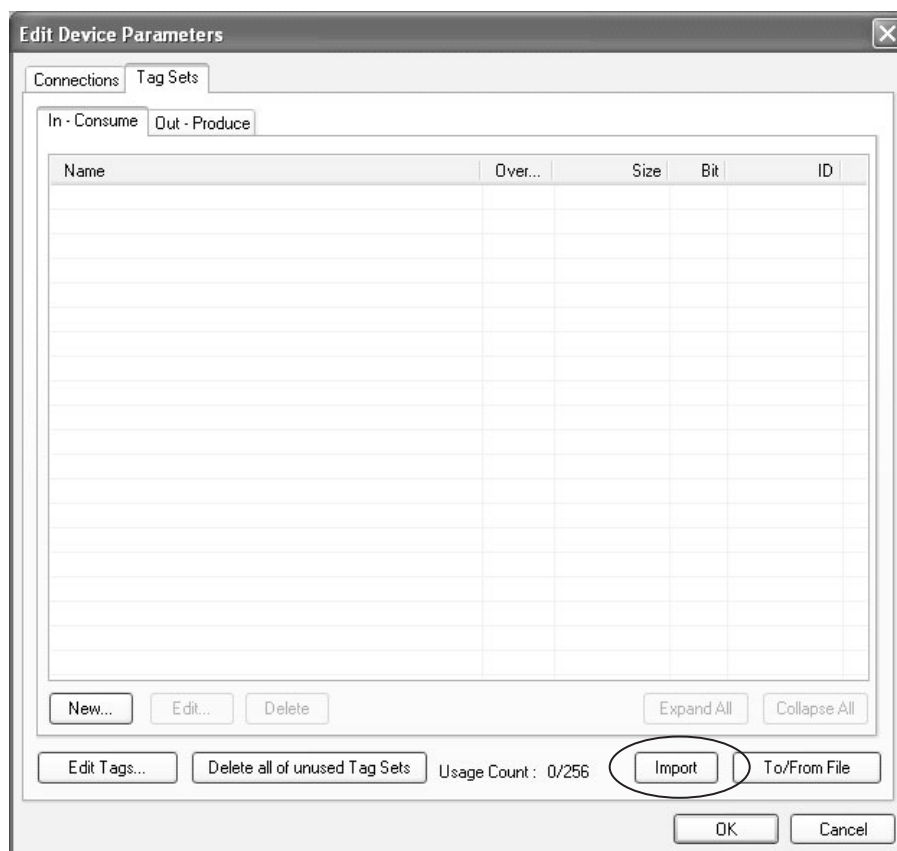 Edit Device Parameters
Connections Tag Sets
In - Consume Out - Produce
Name Over... Size Bit ID
New... Edit... Delete Expand All Collapse All
Edit Tags... Delete all of unused Tag Sets Usage Count : 0/256 Import To/From File
OK Cancel